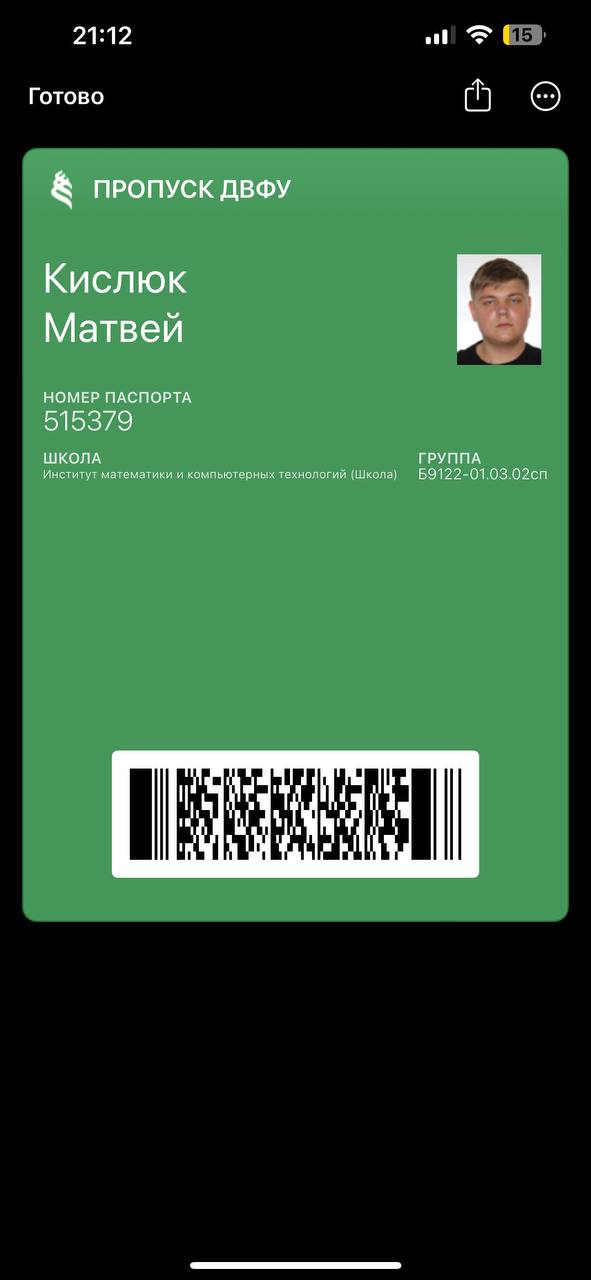 21:12
15
Готово
ПРОПУСК ДВФУ
Кислюк
Матвей
НОМЕР ПАСПОРТА
515379
ШКОЛА
ГРУППА
Институт математики и компьютерных технологий (Школа)
Б9122-01.03.02сп